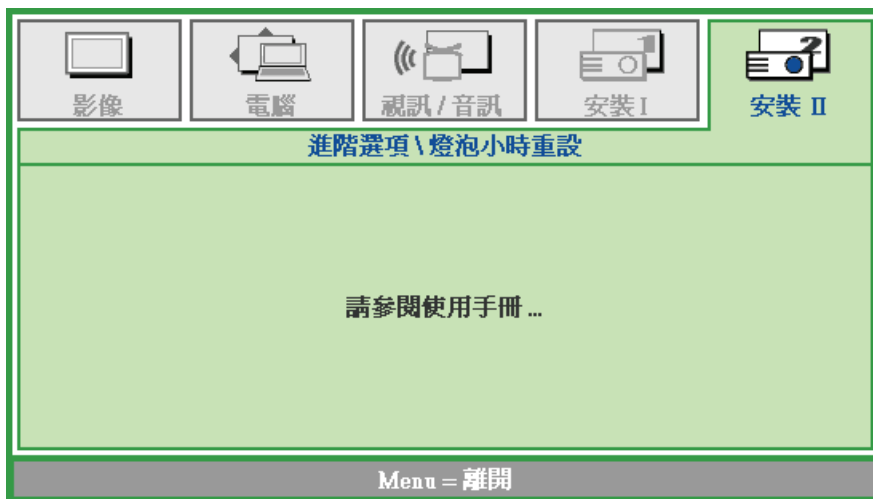 影像 電腦 視訊 / 音訊 安裝 I 安裝 II
進階選項 \ 燈泡小時重設
請參閱使用手冊 ...
Menu = 離開